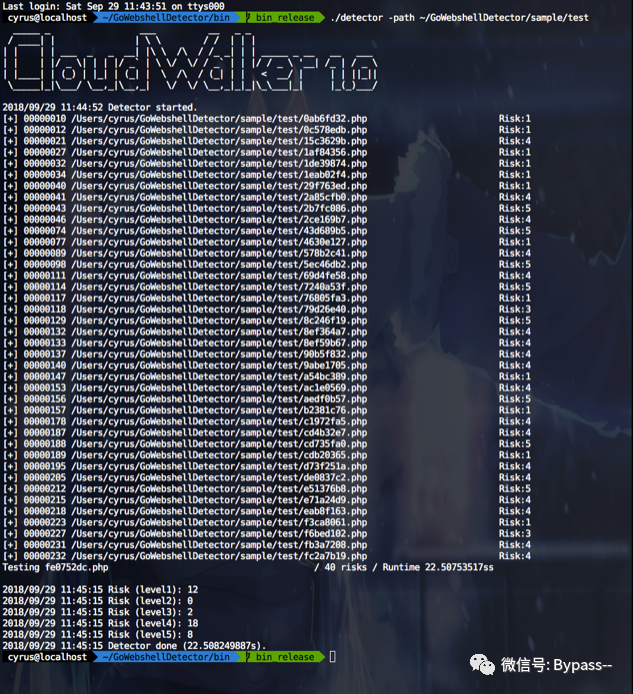 Last login: Sat Sep 29 11:43:51 on ttys000
cyrus@localhost ~/GoWebshellDetector/bin bin_release ./detector -path ~/GoWebshellDetector/sample/test
CloudWalker 1.0
2018/09/29 11:44:52 Detector started.
[+] 00000010 /Users/cyrus/GoWebshellDetector/sample/test/0ab6fd32.php Risk:1
[+] 00000012 /Users/cyrus/GoWebshellDetector/sample/test/0c578edb.php Risk:1
[+] 00000021 /Users/cyrus/GoWebshellDetector/sample/test/15c3629b.php Risk:4
[+] 00000027 /Users/cyrus/GoWebshellDetector/sample/test/1af84356.php Risk:1
[+] 00000032 /Users/cyrus/GoWebshellDetector/sample/test/1de39874.php Risk:1
[+] 00000034 /Users/cyrus/GoWebshellDetector/sample/test/1eab02f4.php Risk:1
[+] 00000040 /Users/cyrus/GoWebshellDetector/sample/test/29f763ed.php Risk:1
[+] 00000041 /Users/cyrus/GoWebshellDetector/sample/test/2a85cfb0.php Risk:4
[+] 00000043 /Users/cyrus/GoWebshellDetector/sample/test/2b7fc086.php Risk:5
[+] 00000046 /Users/cyrus/GoWebshellDetector/sample/test/2ce169b7.php Risk:4
[+] 00000074 /Users/cyrus/GoWebshellDetector/sample/test/43d689b5.php Risk:5
[+] 00000077 /Users/cyrus/GoWebshellDetector/sample/test/4630e127.php Risk:1
[+] 00000089 /Users/cyrus/GoWebshellDetector/sample/test/578b2c41.php Risk:4
[+] 00000098 /Users/cyrus/GoWebshellDetector/sample/test/5ec46db2.php Risk:5
[+] 00000111 /Users/cyrus/GoWebshellDetector/sample/test/69d4fe58.php Risk:4
[+] 00000114 /Users/cyrus/GoWebshellDetector/sample/test/7240a53f.php Risk:5
[+] 00000117 /Users/cyrus/GoWebshellDetector/sample/test/76805fa3.php Risk:1
[+] 00000118 /Users/cyrus/GoWebshellDetector/sample/test/79d26e40.php Risk:3
[+] 00000129 /Users/cyrus/GoWebshellDetector/sample/test/8c246f19.php Risk:5
[+] 00000132 /Users/cyrus/GoWebshellDetector/sample/test/8ef364a7.php Risk:4
[+] 00000133 /Users/cyrus/GoWebshellDetector/sample/test/8ef59b67.php Risk:4
[+] 00000137 /Users/cyrus/GoWebshellDetector/sample/test/90b5f832.php Risk:4
[+] 00000140 /Users/cyrus/GoWebshellDetector/sample/test/9abe1705.php Risk:4
[+] 00000147 /Users/cyrus/GoWebshellDetector/sample/test/a54bc389.php Risk:1
[+] 00000153 /Users/cyrus/GoWebshellDetector/sample/test/ac1e0569.php Risk:4
[+] 00000156 /Users/cyrus/GoWebshellDetector/sample/test/aedf0b57.php Risk:5
[+] 00000157 /Users/cyrus/GoWebshellDetector/sample/test/b2381c76.php Risk:1
[+] 00000178 /Users/cyrus/GoWebshellDetector/sample/test/c1972fa5.php Risk:4
[+] 00000187 /Users/cyrus/GoWebshellDetector/sample/test/cd4b32e7.php Risk:4
[+] 00000188 /Users/cyrus/GoWebshellDetector/sample/test/cd735fa0.php Risk:5
[+] 00000189 /Users/cyrus/GoWebshellDetector/sample/test/cdb20365.php Risk:1
[+] 00000195 /Users/cyrus/GoWebshellDetector/sample/test/d73f251a.php Risk:4
[+] 00000205 /Users/cyrus/GoWebshellDetector/sample/test/de0837c2.php Risk:4
[+] 00000212 /Users/cyrus/GoWebshellDetector/sample/test/e51376b8.php Risk:5
[+] 00000215 /Users/cyrus/GoWebshellDetector/sample/test/e71a24d9.php Risk:4
[+] 00000218 /Users/cyrus/GoWebshellDetector/sample/test/eab8f163.php Risk:4
[+] 00000223 /Users/cyrus/GoWebshellDetector/sample/test/f3ca8061.php Risk:1
[+] 00000227 /Users/cyrus/GoWebshellDetector/sample/test/f6bed102.php Risk:3
[+] 00000231 /Users/cyrus/GoWebshellDetector/sample/test/fb3a7208.php Risk:4
[+] 00000232 /Users/cyrus/GoWebshellDetector/sample/test/fc2a7b19.php Risk:4
Testing fe0752dc.php / 40 risks / Runtime 22.50753517ss
2018/09/29 11:45:15 Risk (level1): 12
2018/09/29 11:45:15 Risk (level2): 0
2018/09/29 11:45:15 Risk (level3): 2
2018/09/29 11:45:15 Risk (level4): 18
2018/09/29 11:45:15 Risk (level5): 8
2018/09/29 11:45:15 Detector done (22.508249887s).
cyrus@localhost ~/GoWebshellDetector/bin bin_release
微信号: Bypass--